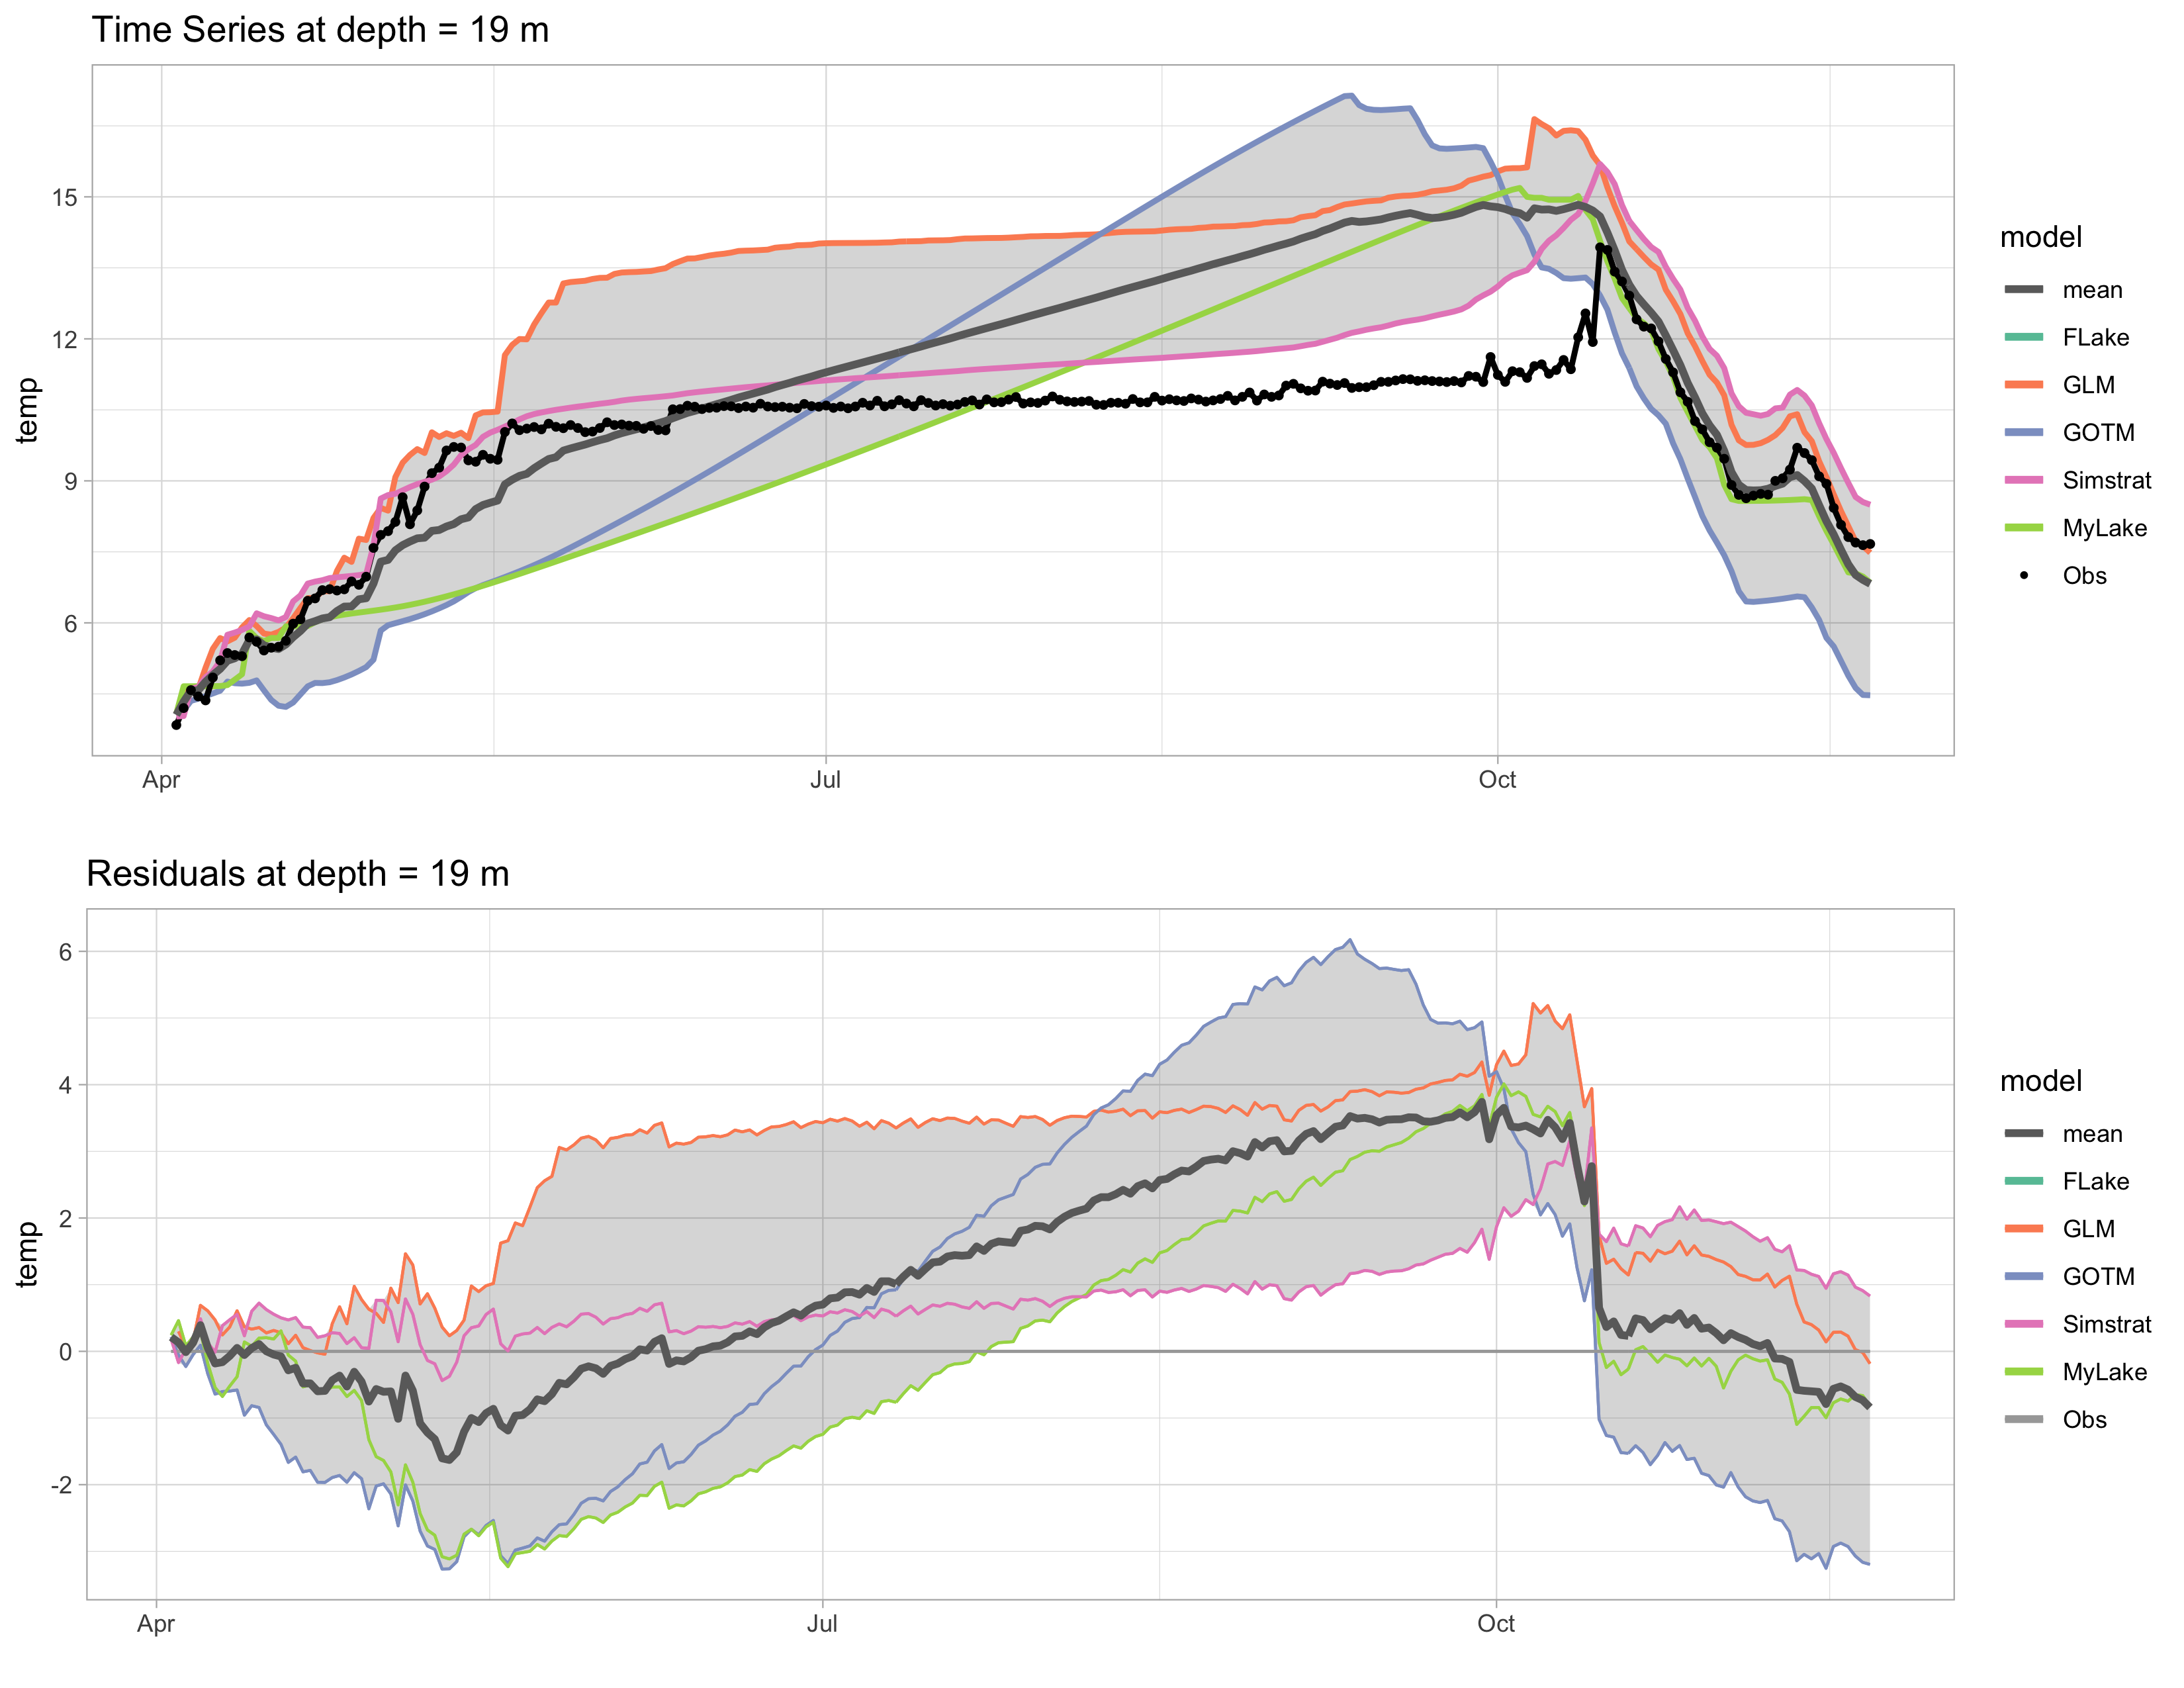 Time Series at depth = 19 m
temp
15
12
9
6
Apr
Jul
Oct
model
mean
FLake
GLM
GOTM
Simstrat
MyLake
Obs
Residuals at depth = 19 m
temp
6
4
2
0
-2
Apr
Jul
Oct
model
mean
FLake
GLM
GOTM
Simstrat
MyLake
Obs